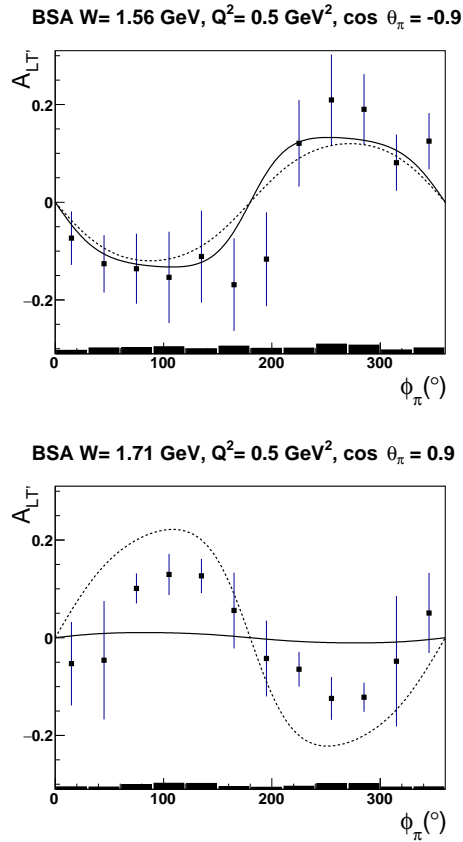 BSA W= 1.56 GeV, Q²= 0.5 GeV², cos θπ = -0.9
A_LT'
0.2
0
−0.2
0 100 200 300
ϕπ(°)
BSA W= 1.71 GeV, Q²= 0.5 GeV², cos θπ = 0.9
A_LT'
0.2
0
−0.2
0 100 200 300
ϕπ(°)